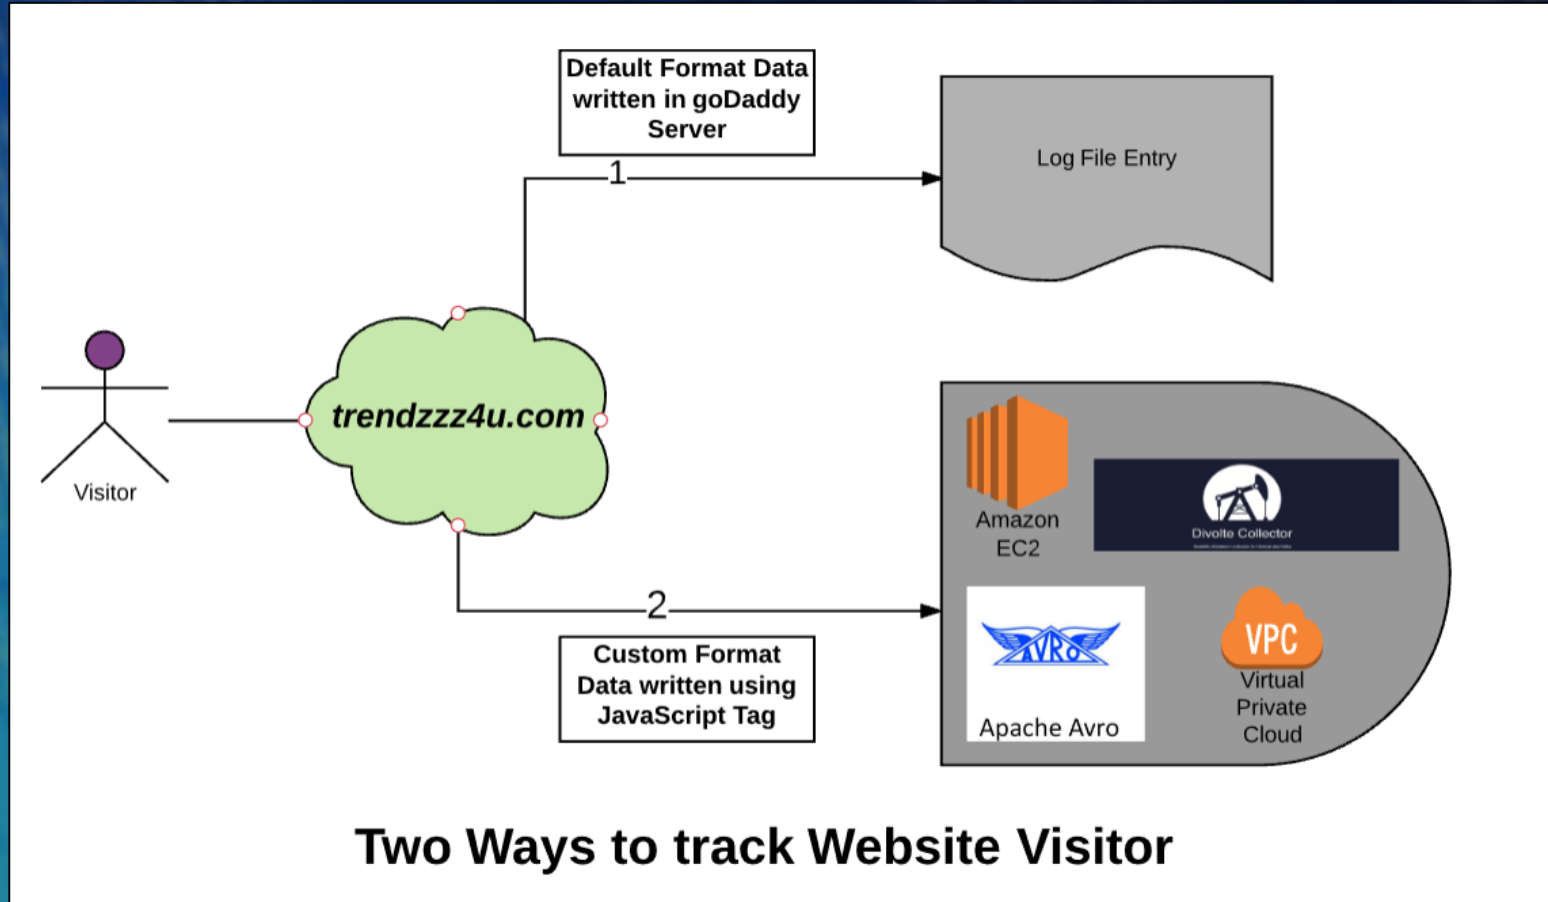 Default Format Data
written in goDaddy
Server
1
Log File Entry
trendzzz4u.com
Visitor
Amazon
EC2
Divolte Collector
2
AVRO
Apache Avro
VPC
Virtual
Private
Cloud
Custom Format
Data written using
JavaScript Tag
Two Ways to track Website Visitor